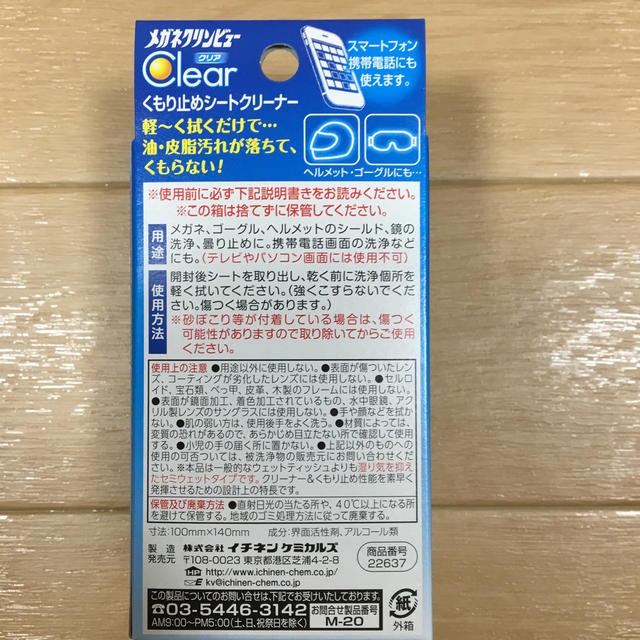 メガネクリンビュー
クリア
Clear
くもり止めシートクリーナー
スマートフォン
携帯電話にも
使えます。
軽〜く拭くだけで…
油・皮脂汚れが落ちて、
くもらない!
ヘルメット・ゴーグルにも…
※使用前に必ず下記説明書きをお読みください。
※この箱は捨てずに保管してください。
用途
メガネ、ゴーグル、ヘルメットのシールド、鏡の
洗浄、曇り止めに。携帯電話画面の洗浄など
にも。(テレビやパソコン画面には使用不可)
使用方法
開封後シートを取り出し、乾く前に洗浄個所を
軽く拭いてください。(強くこすらないでくだ
さい。傷つく場合があります。)
※砂ぼこり等が付着している場合は、傷つく
可能性がありますので取り除いてからご使用
ください。
使用上の注意 ●用途以外に使用しない。●表面が傷ついたレン
ズ、コーティングが劣化したレンズには使用しない。●セルロ
イド、宝石類、べっ甲、皮革、木製のフレームには使用しない。
●表面が鏡面加工、着色加工されているもの、水中眼鏡、アク
リル製レンズのサングラスには使用しない。●手や顔などを拭か
ない。●肌の弱い方は、使用後手をよく洗う。●材質によっては、
変質の恐れがあるので、あらかじめ目立たない所で確認して使用す
る。●小児の手の届く所に置かない。●上記以外のものへの
使用の可否ついては、被洗浄物の販売元にお問い合わせくださ
い。※本品は一般的なウェットティッシュよりも湿り気を抑え
たセミウェットタイプです。クリーナー&くもり止め性能を素早く
発揮させるための設計上の特長です。
保管及び廃棄方法 ●直射日光の当たる所や、40℃以上になる所
を避けて保管する。地域のゴミ処理方法に従って廃棄する。
寸法:100mm×140mm 成分:界面活性剤、アルコール類
製造発売元
株式会社 イチネン ケミカルズ
〒108-0023 東京都港区芝浦4-2-8
HP http://www.ichinen-chem.co.jp/
E kv@ichinen-chem.co.jp
商品番号
22637
この製品についてのお問い合せは、下記でお受けいたしております。
☎03-5446-3142
お問合せ製品番号
M-20
AM9:00〜PM5:00(土、日、祝祭日を除く)
紙
外箱